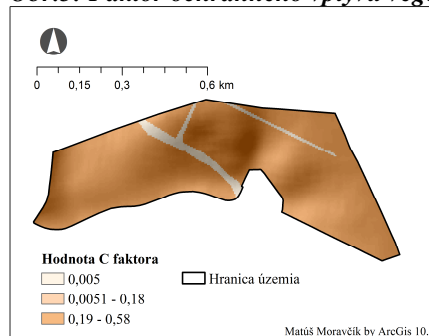 0 0,15 0,3 0,6 km
Hodnota C faktora
0,005
Hranica územia
0,0051 - 0,18
0,19 - 0,58
Matúš Moravčík by ArcGis 10.